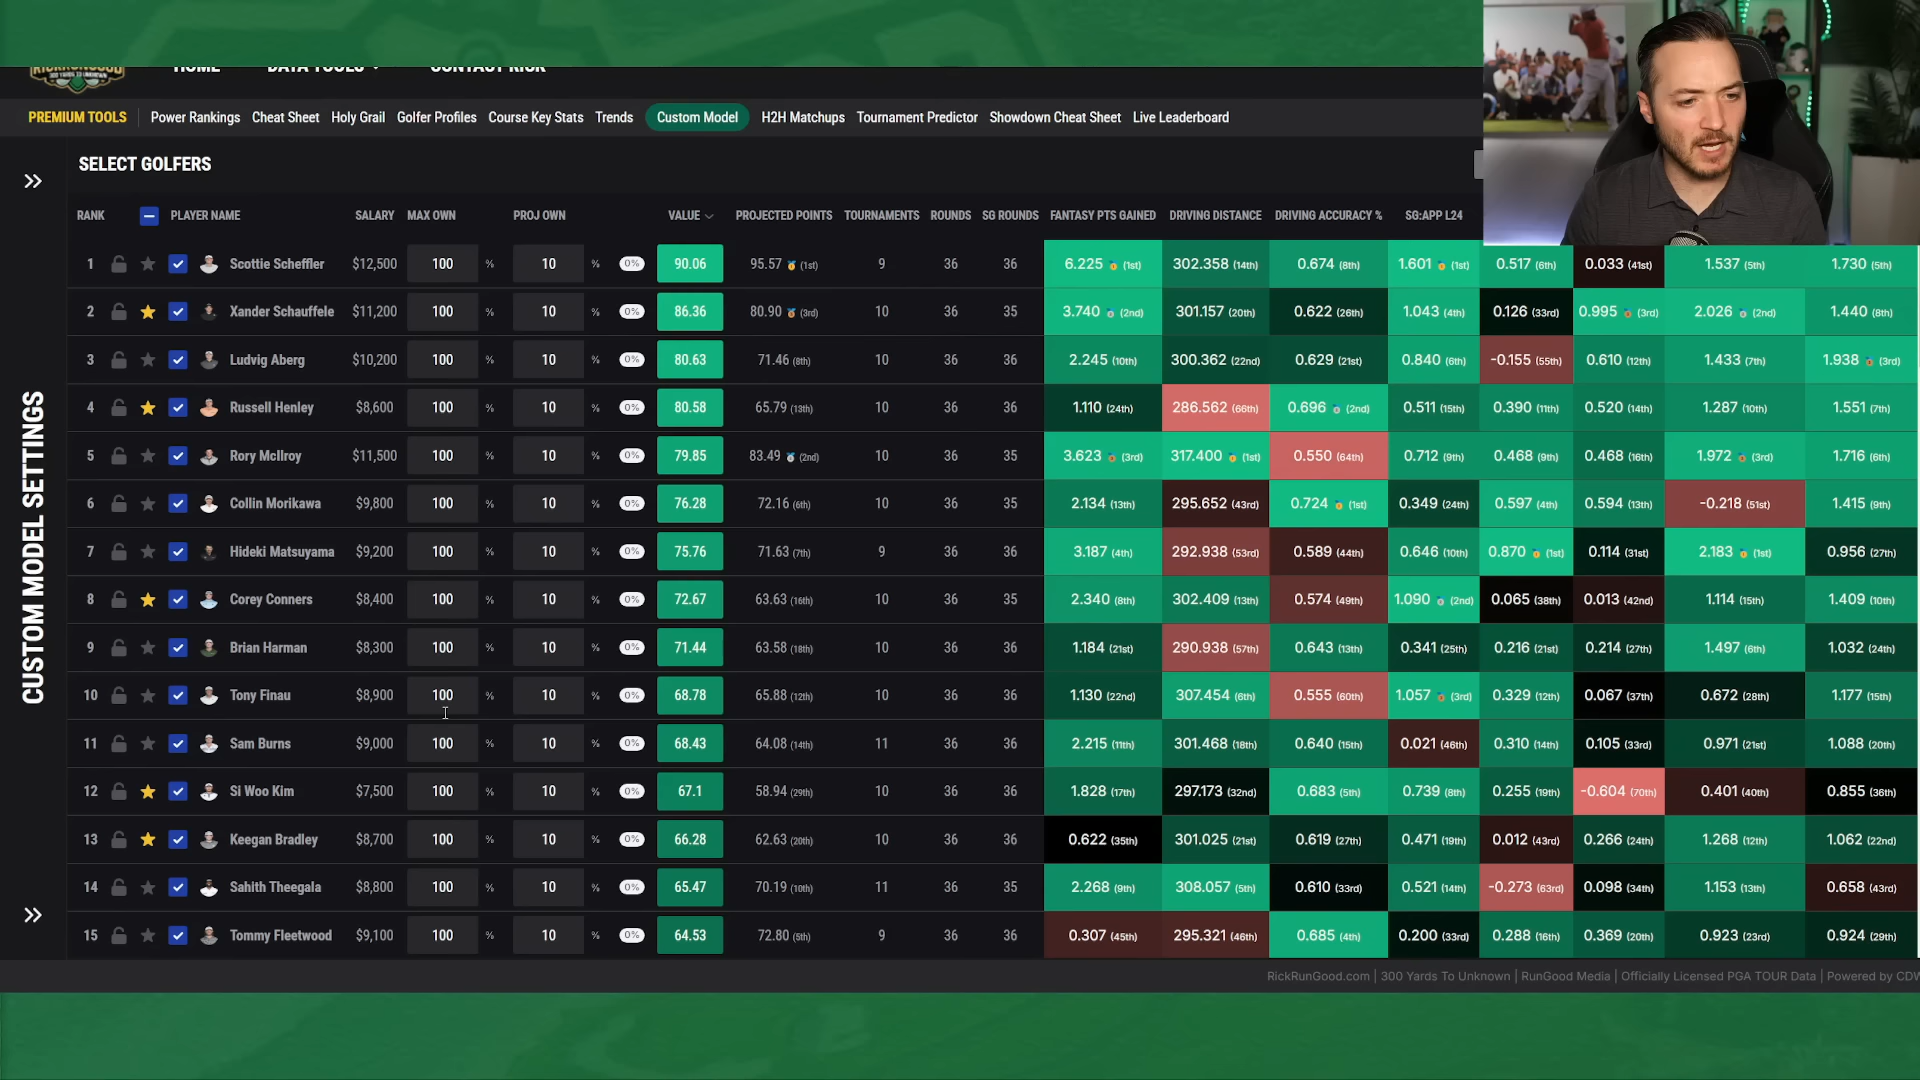 RICKRUNGOOD
300 YARDS TO UNKNOWN
HOME DATA TOOLS CONTACT RICK
PREMIUM TOOLS Power Rankings Cheat Sheet Holy Grail Golfer Profiles Course Key Stats Trends Custom Model H2H Matchups Tournament Predictor Showdown Cheat Sheet Live Leaderboard
CUSTOM MODEL SETTINGS
SELECT GOLFERS
RANK PLAYER NAME SALARY MAX OWN PROJ OWN VALUE PROJECTED POINTS TOURNAMENTS ROUNDS SG ROUNDS FANTASY PTS GAINED DRIVING DISTANCE DRIVING ACCURACY % SG:APP L24
1 Scottie Scheffler $12,500 100 % 10 % 0% 90.06 95.57 (1st) 9 36 36 6.225 (1st) 302.358 (14th) 0.674 (8th) 1.601 (1st) 0.517 (6th) 0.033 (41st) 1.537 (5th) 1.730 (5th)
2 Xander Schauffele $11,200 100 % 10 % 0% 86.36 80.90 (3rd) 10 36 35 3.740 (2nd) 301.157 (20th) 0.622 (26th) 1.043 (4th) 0.126 (33rd) 0.995 (3rd) 2.026 (2nd) 1.440 (8th)
3 Ludvig Aberg $10,200 100 % 10 % 0% 80.63 71.46 (8th) 10 36 36 2.245 (10th) 300.362 (22nd) 0.629 (21st) 0.840 (6th) -0.155 (55th) 0.610 (12th) 1.433 (7th) 1.938 (3rd)
4 Russell Henley $8,600 100 % 10 % 0% 80.58 65.79 (13th) 10 36 36 1.110 (24th) 286.562 (66th) 0.696 (2nd) 0.511 (15th) 0.390 (11th) 0.520 (14th) 1.287 (10th) 1.551 (7th)
5 Rory McIlroy $11,500 100 % 10 % 0% 79.85 83.49 (2nd) 10 36 35 3.623 (3rd) 317.400 (1st) 0.550 (64th) 0.712 (9th) 0.468 (9th) 0.468 (16th) 1.972 (3rd) 1.716 (6th)
6 Collin Morikawa $9,800 100 % 10 % 0% 76.28 72.16 (6th) 10 36 35 2.134 (13th) 295.652 (43rd) 0.724 (1st) 0.349 (24th) 0.597 (4th) 0.594 (13th) -0.218 (51st) 1.415 (9th)
7 Hideki Matsuyama $9,200 100 % 10 % 0% 75.76 71.63 (7th) 9 36 36 3.187 (4th) 292.938 (53rd) 0.589 (44th) 0.646 (10th) 0.870 (1st) 0.114 (31st) 2.183 (1st) 0.956 (27th)
8 Corey Conners $8,400 100 % 10 % 0% 72.67 63.63 (16th) 10 36 35 2.340 (8th) 302.409 (13th) 0.574 (49th) 1.090 (2nd) 0.065 (38th) 0.013 (42nd) 1.114 (15th) 1.409 (10th)
9 Brian Harman $8,300 100 % 10 % 0% 71.44 63.58 (18th) 10 36 36 1.184 (21st) 290.938 (57th) 0.643 (13th) 0.341 (25th) 0.216 (21st) 0.214 (27th) 1.497 (6th) 1.032 (24th)
10 Tony Finau $8,900 100 % 10 % 0% 68.78 65.88 (12th) 10 36 36 1.130 (22nd) 307.454 (6th) 0.555 (60th) 1.057 (3rd) 0.329 (12th) 0.067 (37th) 0.672 (28th) 1.177 (15th)
11 Sam Burns $9,000 100 % 10 % 0% 68.43 64.08 (14th) 11 36 36 2.215 (11th) 301.468 (18th) 0.640 (15th) 0.021 (46th) 0.310 (14th) 0.105 (33rd) 0.971 (21st) 1.088 (20th)
12 Si Woo Kim $7,500 100 % 10 % 0% 67.1 58.94 (29th) 10 36 36 1.828 (17th) 297.173 (32nd) 0.683 (5th) 0.739 (8th) 0.255 (19th) -0.604 (70th) 0.401 (40th) 0.855 (36th)
13 Keegan Bradley $8,700 100 % 10 % 0% 66.28 62.63 (20th) 10 36 36 0.622 (35th) 301.025 (21st) 0.619 (27th) 0.471 (19th) 0.012 (43rd) 0.266 (24th) 1.268 (12th) 1.062 (22nd)
14 Sahith Theegala $8,800 100 % 10 % 0% 65.47 70.19 (10th) 11 36 35 2.268 (9th) 308.057 (5th) 0.610 (33rd) 0.521 (14th) -0.273 (63rd) 0.098 (34th) 1.153 (13th) 0.658 (43rd)
15 Tommy Fleetwood $9,100 100 % 10 % 0% 64.53 72.80 (5th) 9 36 36 0.307 (45th) 295.321 (46th) 0.685 (4th) 0.200 (33rd) 0.288 (16th) 0.369 (20th) 0.923 (23rd) 0.924 (29th)
RickRunGood.com | 300 Yards To Unknown | RunGood Media | Officially Licensed PGA TOUR Data | Powered by CDW